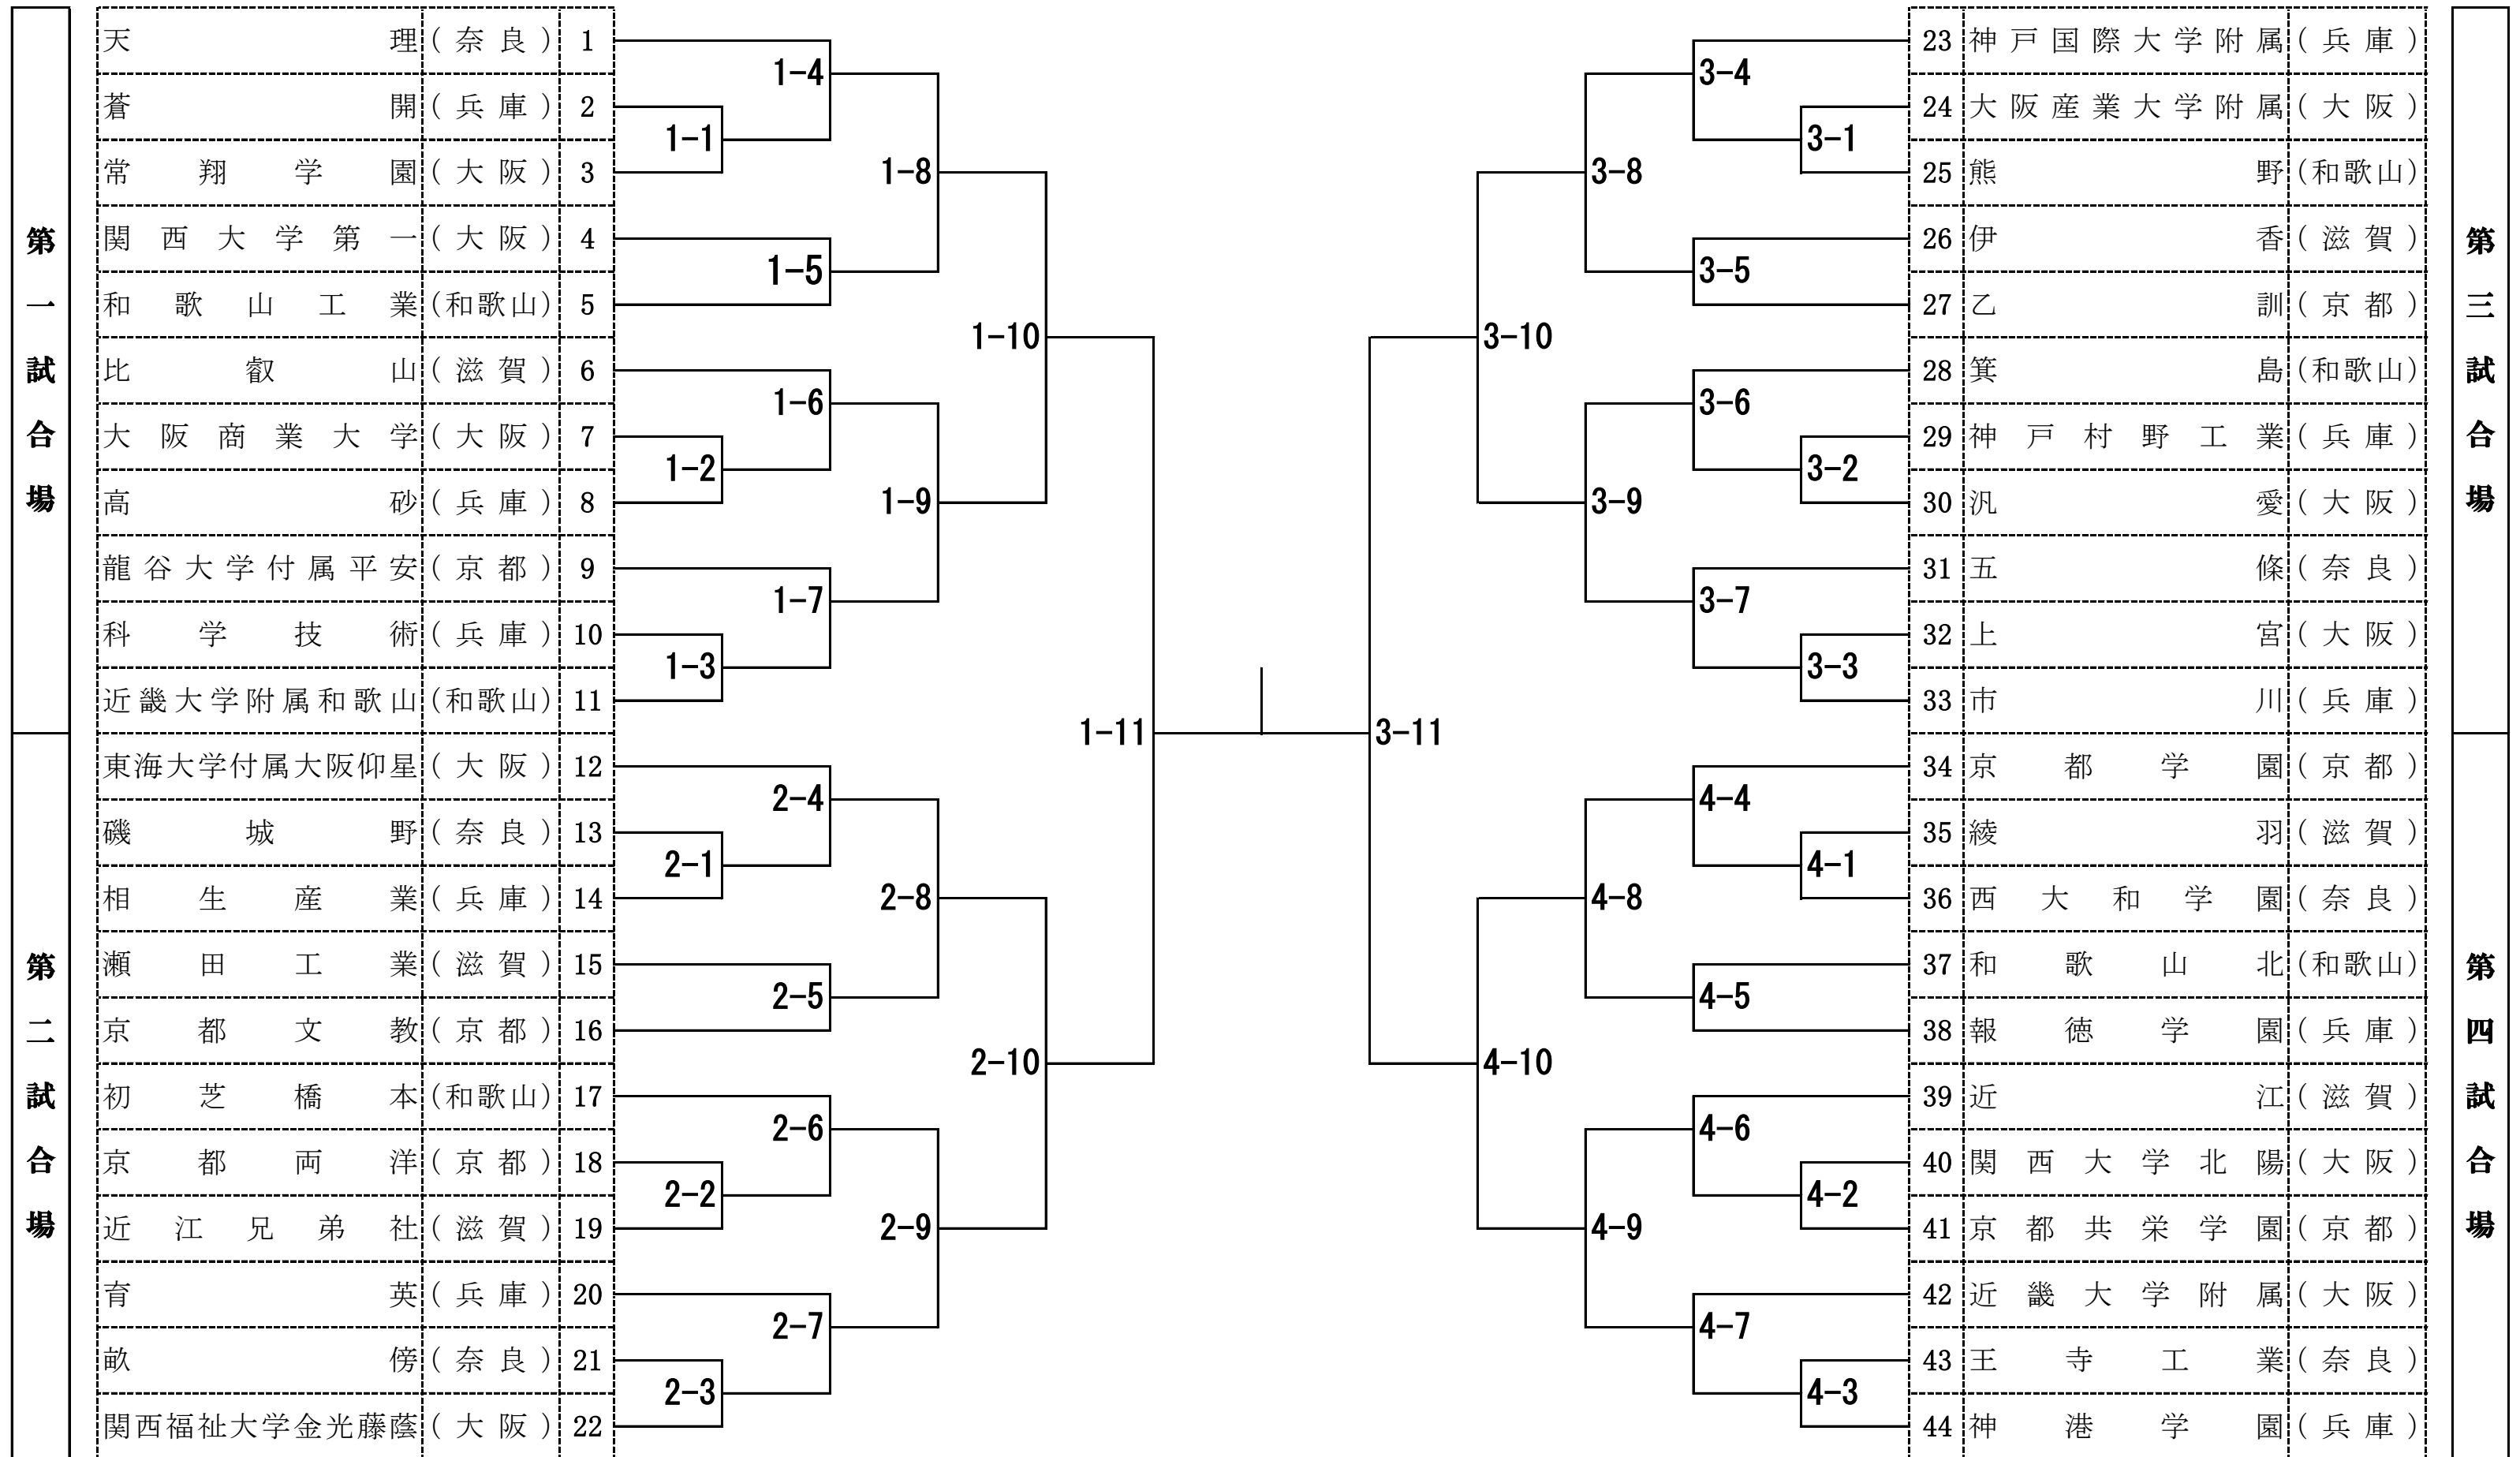 第一試合場
天理(奈良) 1
蒼開(兵庫) 2
常翔学園(大阪) 3
関西大学第一(大阪) 4
和歌山工業(和歌山) 5
比叡山(滋賀) 6
大阪商業大学(大阪) 7
高砂(兵庫) 8
龍谷大学付属平安(京都) 9
科学技術(兵庫) 10
近畿大学附属和歌山(和歌山) 11
第二試合場
東海大学付属大阪仰星(大阪) 12
磯城野(奈良) 13
相生産業(兵庫) 14
瀬田工業(滋賀) 15
京都文教(京都) 16
初芝橋本(和歌山) 17
京都両洋(京都) 18
近江兄弟社(滋賀) 19
育英(兵庫) 20
畝傍(奈良) 21
関西福祉大学金光藤蔭(大阪) 22
1-4
1-1
1-8
1-5
1-10
1-6
1-2
1-9
1-7
1-3
1-11
2-4
2-1
2-8
2-5
2-10
2-6
2-2
2-9
2-7
2-3
3-4
3-1
3-8
3-5
3-10
3-6
3-2
3-9
3-7
3-3
3-11
4-4
4-1
4-8
4-5
4-10
4-6
4-2
4-9
4-7
4-3
第三試合場
23 神戸国際大学附属(兵庫)
24 大阪産業大学附属(大阪)
25 熊野(和歌山)
26 伊香(滋賀)
27 乙訓(京都)
28 箕島(和歌山)
29 神戸村野工業(兵庫)
30 汎愛(大阪)
31 五條(奈良)
32 上宮(大阪)
33 市川(兵庫)
第四試合場
34 京都学園(京都)
35 綾羽(滋賀)
36 西大和学園(奈良)
37 和歌山北(和歌山)
38 報徳学園(兵庫)
39 近江(滋賀)
40 関西大学北陽(大阪)
41 京都共栄学園(京都)
42 近畿大学附属(大阪)
43 王寺工業(奈良)
44 神港学園(兵庫)